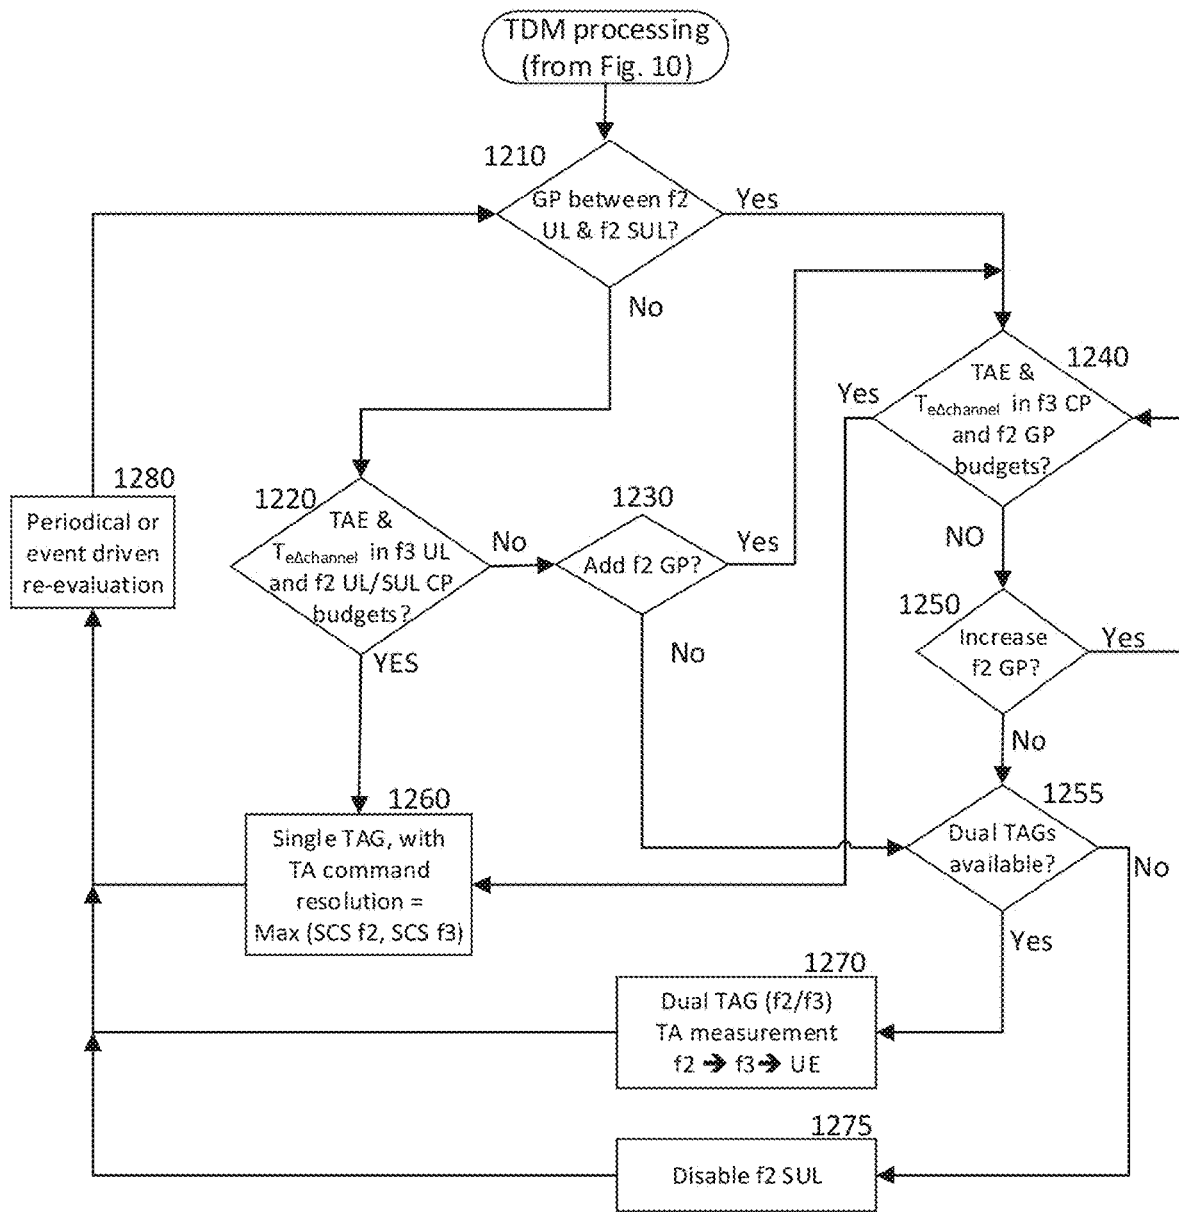 TDM processing
(from Fig. 10)
1210
GP between f2
UL & f2 SUL?
Yes
No
1240
TAE &
TeΔchannel in f3 CP
and f2 GP
budgets?
Yes
NO
1280
Periodical or
event driven
re-evaluation
1220
TAE &
TeΔchannel in f3 UL
and f2 UL/SUL CP
budgets?
No
YES
1230
Add f2 GP?
Yes
No
1250
Increase
f2 GP?
Yes
No
1260
Single TAG, with
TA command
resolution =
Max (SCS f2, SCS f3)
1255
Dual TAGs
available?
No
Yes
1270
Dual TAG (f2/f3)
TA measurement
f2 ➔ f3 ➔ UE
1275
Disable f2 SUL